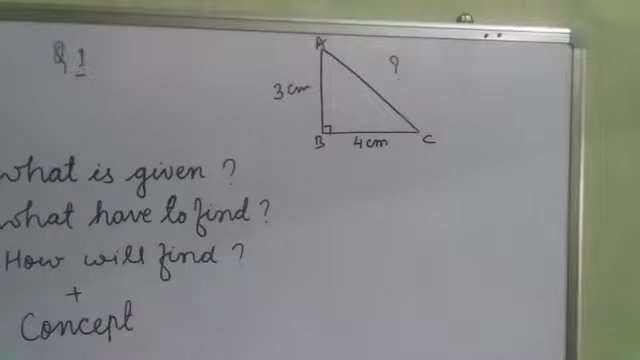 Q 1
A
?
3 cm
B
4 cm
C
What is given ?
What have to find ?
How will find ?
+
Concept